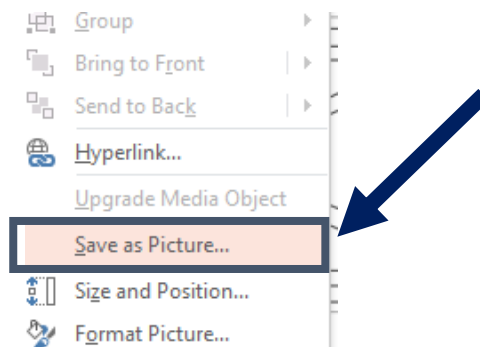 Group
Bring to Front
Send to Back
Hyperlink...
Upgrade Media Object
Save as Picture...
Size and Position...
Format Picture...